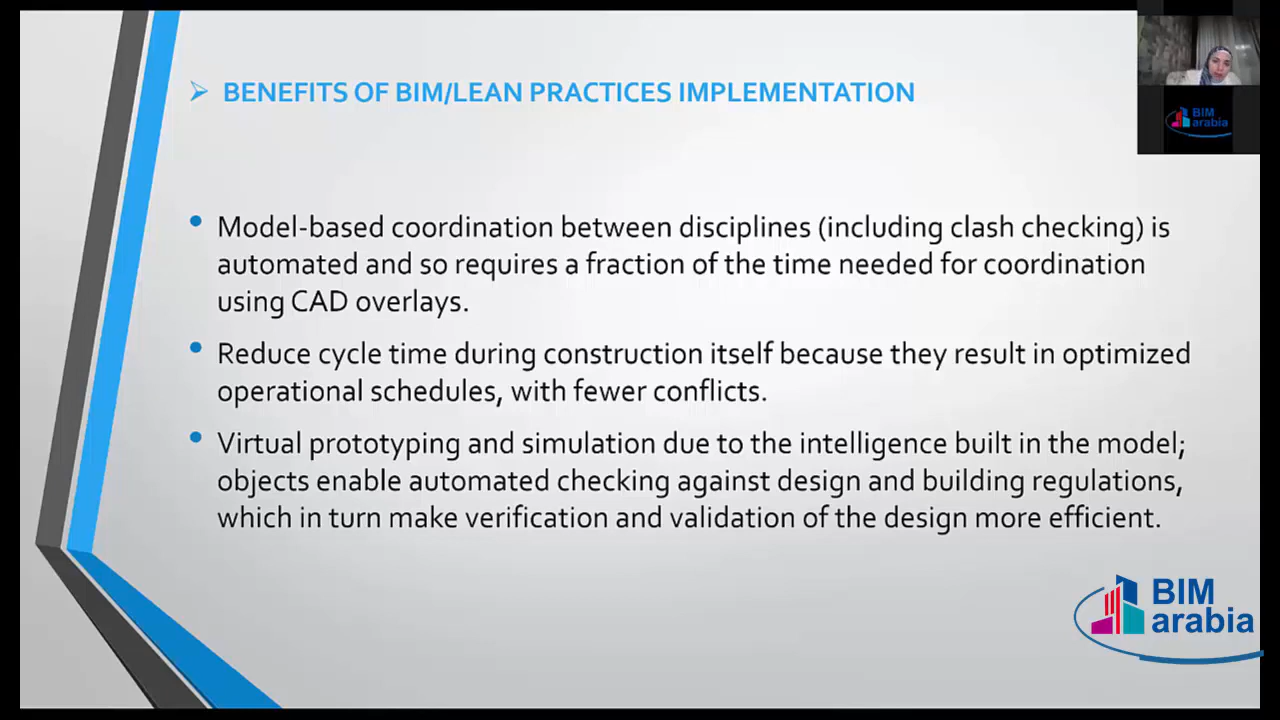 BENEFITS OF BIM/LEAN PRACTICES IMPLEMENTATION
BIM
arabia
Model-based coordination between disciplines (including clash checking) is
automated and so requires a fraction of the time needed for coordination
using CAD overlays.
Reduce cycle time during construction itself because they result in optimized
operational schedules, with fewer conflicts.
Virtual prototyping and simulation due to the intelligence built in the model;
objects enable automated checking against design and building regulations,
which in turn make verification and validation of the design more efficient.
BIM
arabia